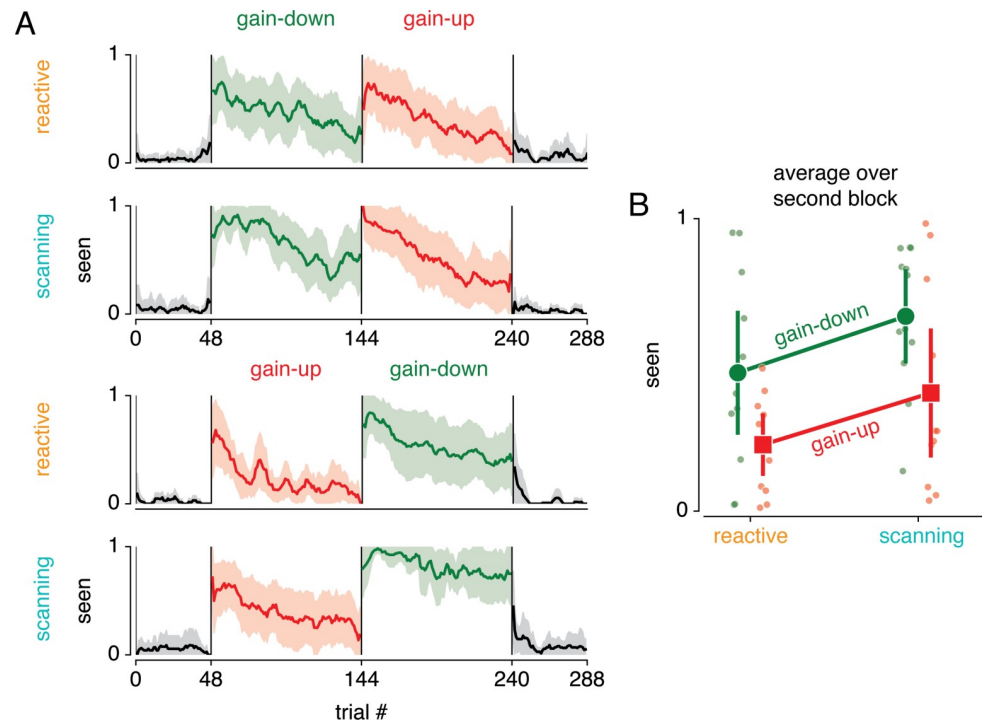 A
gain-down gain-up
reactive
1
0
scanning
seen
1
0
0 48 144 240 288
gain-up gain-down
reactive
1
0
scanning
seen
1
0
0 48 144 240 288
trial #
B
average over
second block
seen
1
0
gain-down
gain-up
reactive scanning